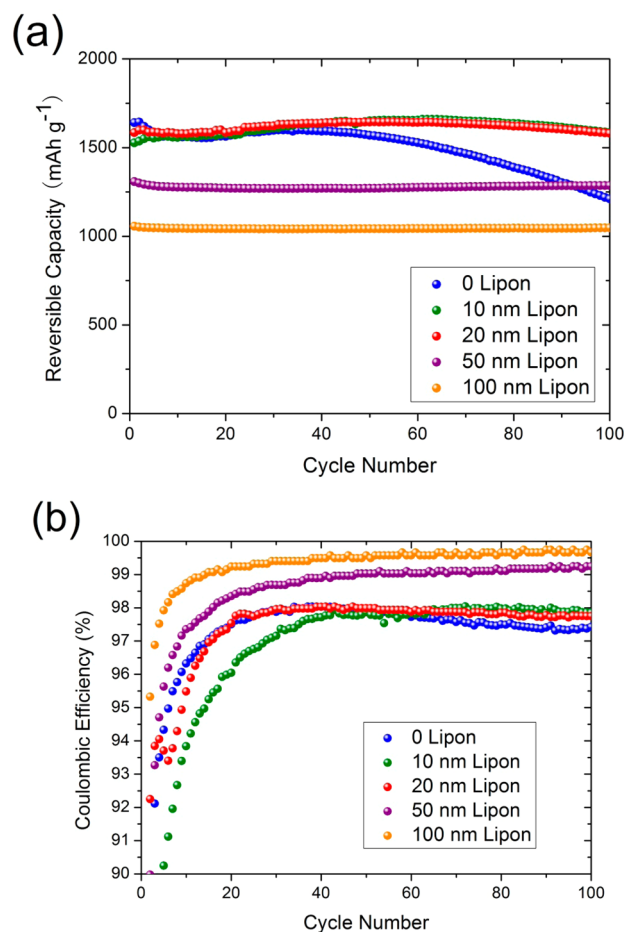 (a)
2000
1500
1000
500
0
Reversible Capacity (mAh g⁻¹)
0 Lipon
10 nm Lipon
20 nm Lipon
50 nm Lipon
100 nm Lipon
0 20 40 60 80 100
Cycle Number
(b)
100
99
98
97
96
95
94
93
92
91
90
Coulombic Efficiency (%)
0 Lipon
10 nm Lipon
20 nm Lipon
50 nm Lipon
100 nm Lipon
0 20 40 60 80 100
Cycle Number